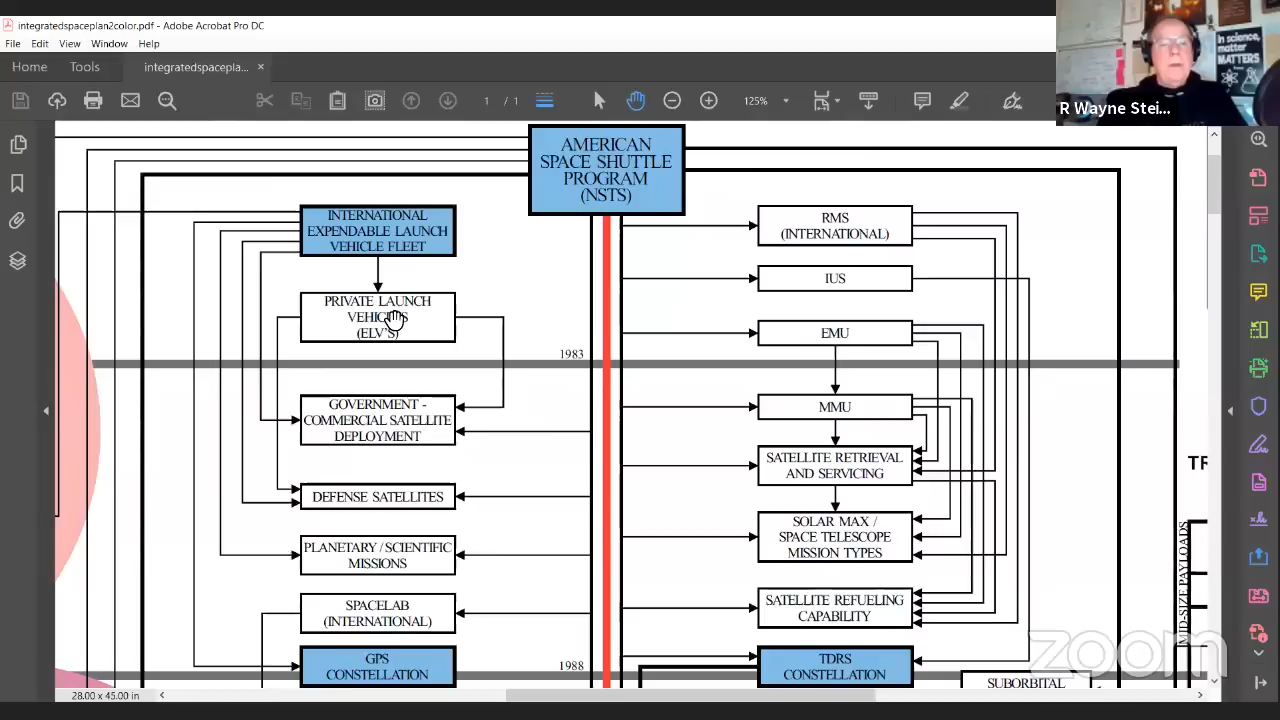 integratedspaceplan2color.pdf - Adobe Acrobat Pro DC
File Edit View Window Help
Home Tools integratedspacepla... ×
1 / 1 125%
In science,
matter
MATTERS
R Wayne Stei...
AMERICAN
SPACE SHUTTLE
PROGRAM
(NSTS)
INTERNATIONAL
EXPENDABLE LAUNCH
VEHICLE FLEET
PRIVATE LAUNCH
VEHICLES
(ELV'S)
1983
GOVERNMENT -
COMMERCIAL SATELLITE
DEPLOYMENT
DEFENSE SATELLITES
PLANETARY / SCIENTIFIC
MISSIONS
SPACELAB
(INTERNATIONAL)
GPS
CONSTELLATION
1988
RMS
(INTERNATIONAL)
IUS
EMU
MMU
SATELLITE RETRIEVAL
AND SERVICING
SOLAR MAX /
SPACE TELESCOPE
MISSION TYPES
SATELLITE REFUELING
CAPABILITY
TDRS
CONSTELLATION
SUBORBITAL
TR
MID-SIZE PAYLOADS
zoom
28.00 x 45.00 in